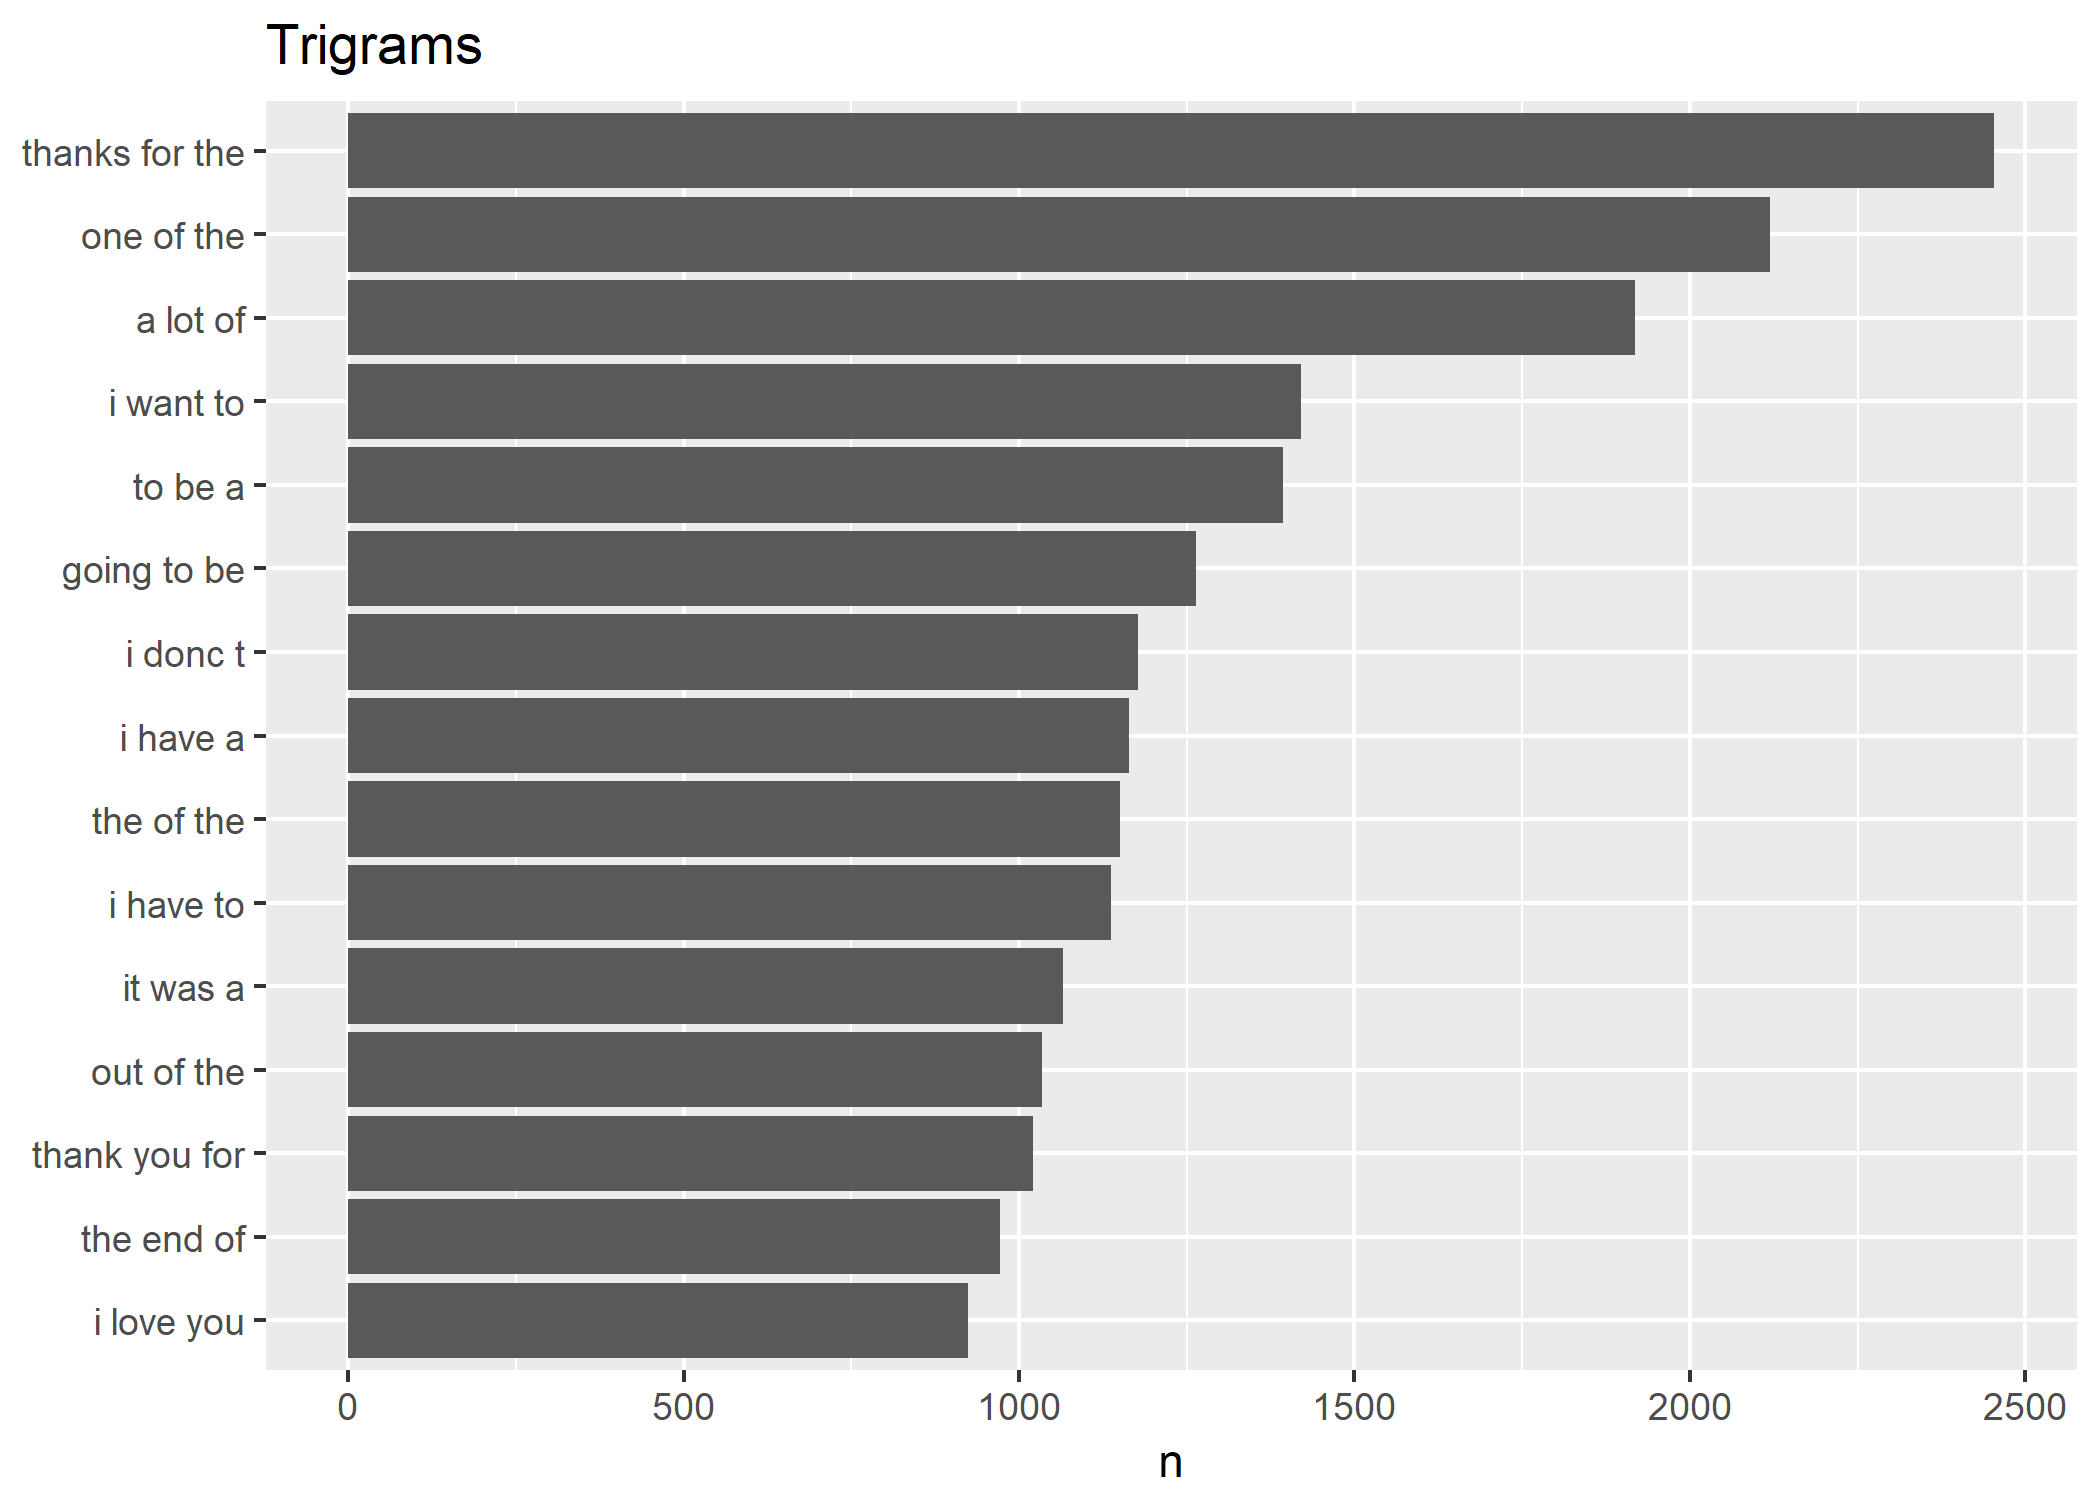 Trigrams
thanks for the
one of the
a lot of
i want to
to be a
going to be
i donc t
i have a
the of the
i have to
it was a
out of the
thank you for
the end of
i love you
0 500 1000 1500 2000 2500
n